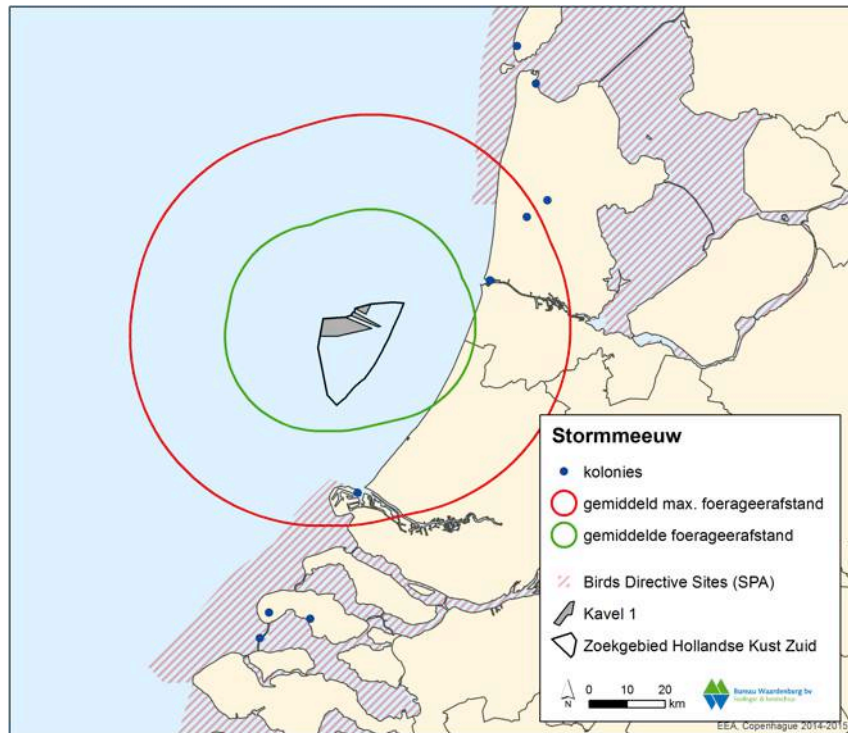 Stormmeeuw
kolonies
gemiddeld max. foerageerafstand
gemiddelde foerageerafstand
Birds Directive Sites (SPA)
Kavel 1
Zoekgebied Hollandse Kust Zuid
N
0 10 20
km
Bureau Waardenburg bv
EEA, Copenhague 2014-2015